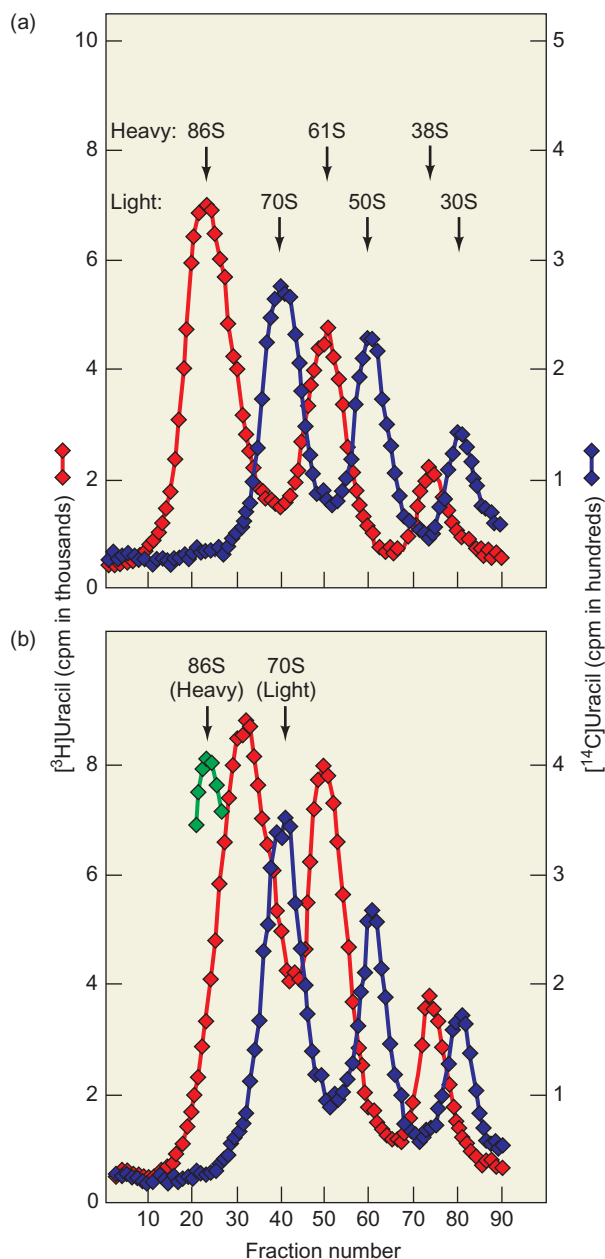 (a)
10
8
6
4
2
0
5
4
3
2
1
Heavy: 86S 61S 38S
Light: 70S 50S 30S
(b)
86S
(Heavy)
70S
(Light)
8
6
4
2
0
4
3
2
1
[³H]Uracil (cpm in thousands)
[¹⁴C]Uracil (cpm in hundreds)
10 20 30 40 50 60 70 80 90
Fraction number